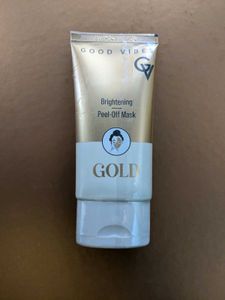 GOOD VIBES
GV
Brightening
Peel-Off Mask
GOLD